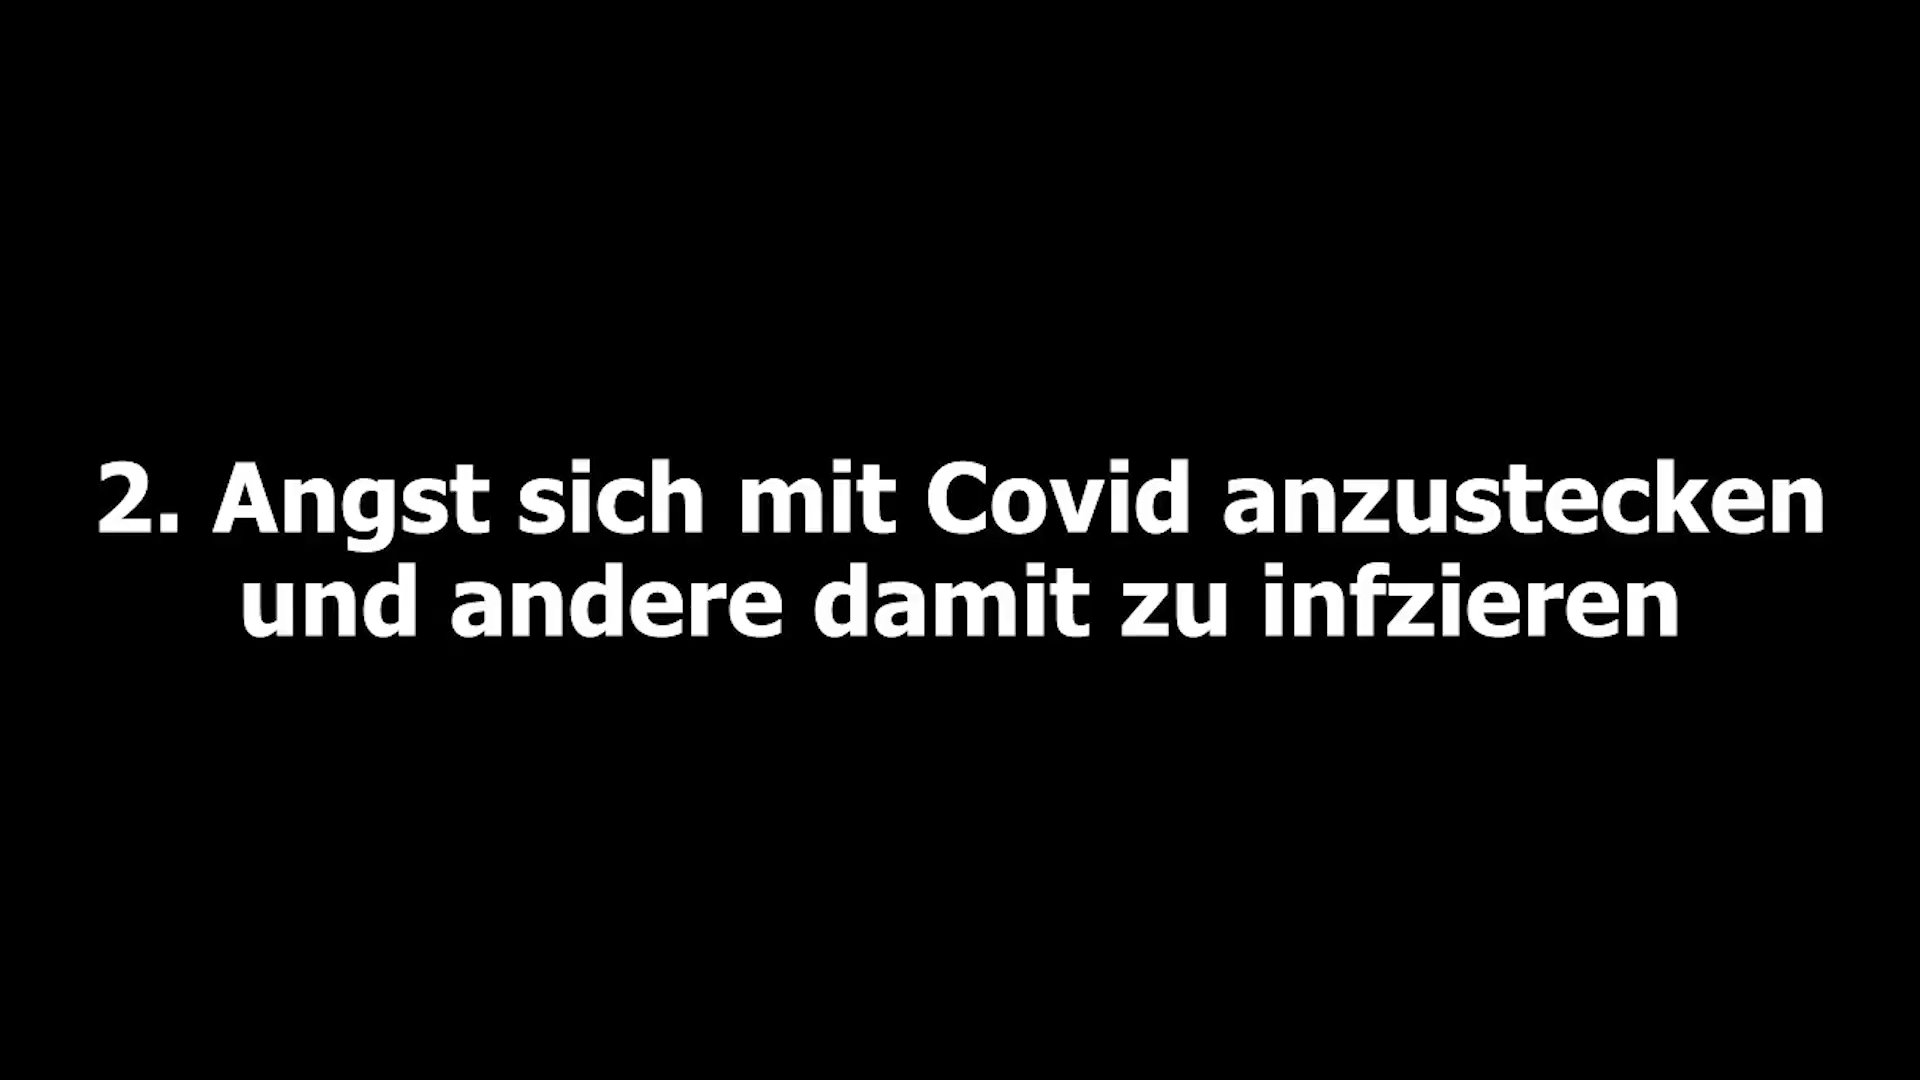 2. Angst sich mit Covid anzustecken
und andere damit zu infzieren